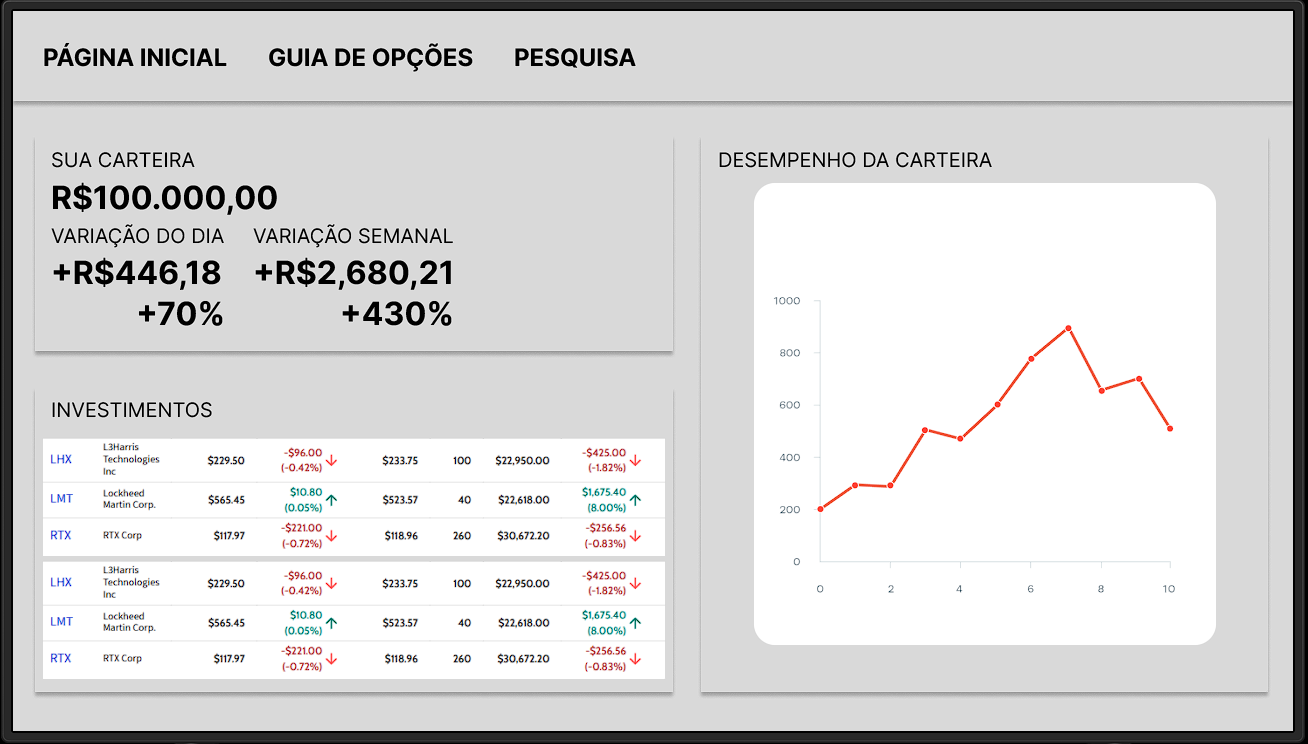 PÁGINA INICIAL GUIA DE OPÇÕES PESQUISA
SUA CARTEIRA
R$100.000,00
VARIAÇÃO DO DIA VARIAÇÃO SEMANAL
+R$446,18 +R$2,680,21
+70% +430%
INVESTIMENTOS
LHX L3Harris Technologies Inc $229.50 -$96.00 (-0.42%) $233.75 100 $22,950.00 -$425.00 (-1.82%)
LMT Lockheed Martin Corp. $565.45 $10.80 (0.05%) $523.57 40 $22,618.00 $1,675.40 (8.00%)
RTX RTX Corp $117.97 -$221.00 (-0.72%) $118.96 260 $30,672.20 -$256.56 (-0.83%)
LHX L3Harris Technologies Inc $229.50 -$96.00 (-0.42%) $233.75 100 $22,950.00 -$425.00 (-1.82%)
LMT Lockheed Martin Corp. $565.45 $10.80 (0.05%) $523.57 40 $22,618.00 $1,675.40 (8.00%)
RTX RTX Corp $117.97 -$221.00 (-0.72%) $118.96 260 $30,672.20 -$256.56 (-0.83%)
DESEMPENHO DA CARTEIRA
1000
800
600
400
200
0
0 2 4 6 8 10